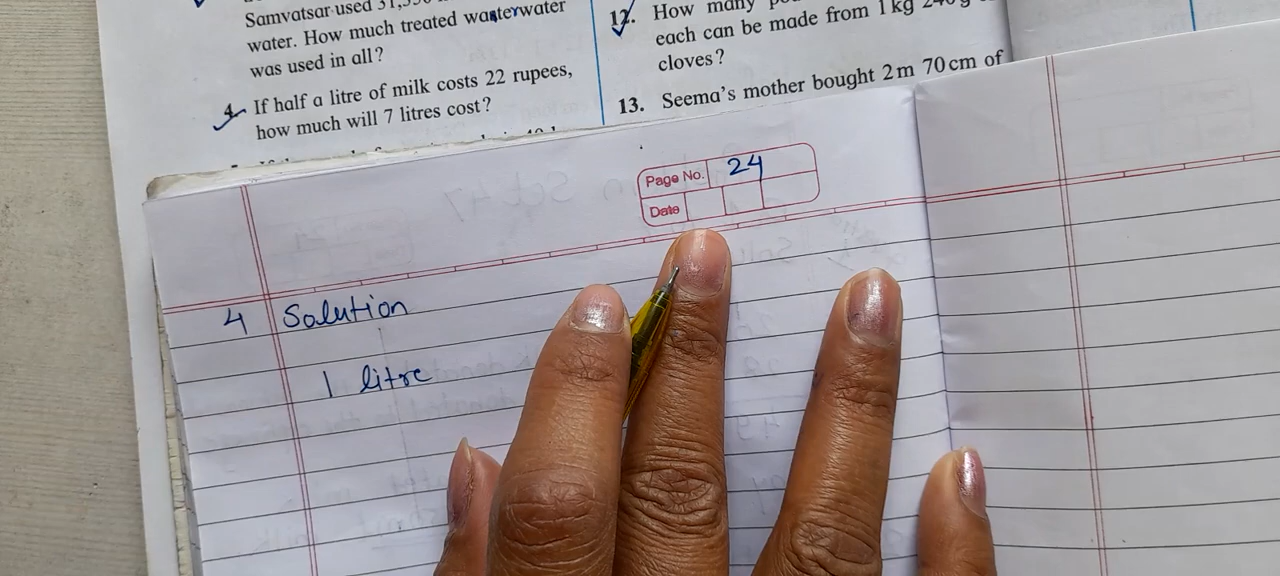 Samvatsar used
water. How much treated wasterwater
was used in all?
4. If half a litre of milk costs 22 rupees,
how much will 7 litres cost?
12. How many
each can be made from 1 kg 240 g
cloves?
13. Seema's mother bought 2 m 70 cm of
Page No. 24
Date
4 Solution
1 litre